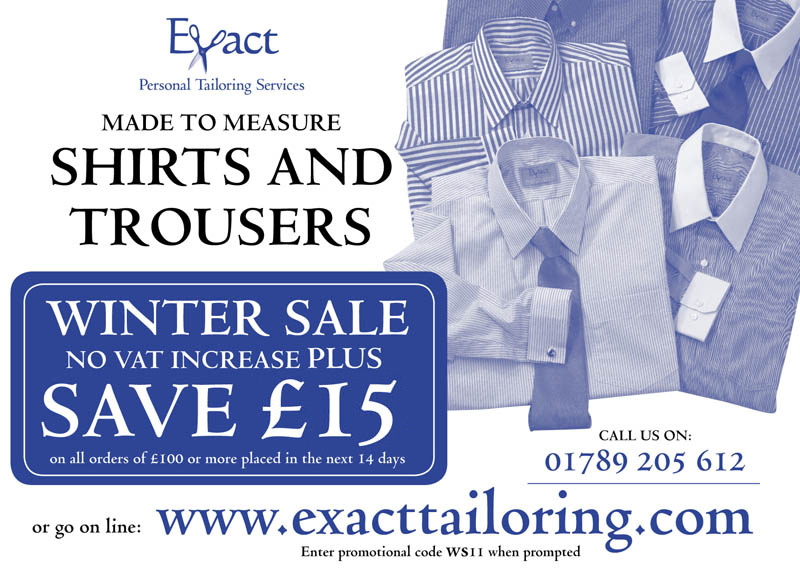 Exact
Personal Tailoring Services
MADE TO MEASURE
SHIRTS AND
TROUSERS
Exact
Exact
WINTER SALE
NO VAT INCREASE PLUS
SAVE £15
on all orders of £100 or more placed in the next 14 days
CALL US ON:
01789 205 612
or go on line: www.exacttailoring.com
Enter promotional code WS11 when prompted